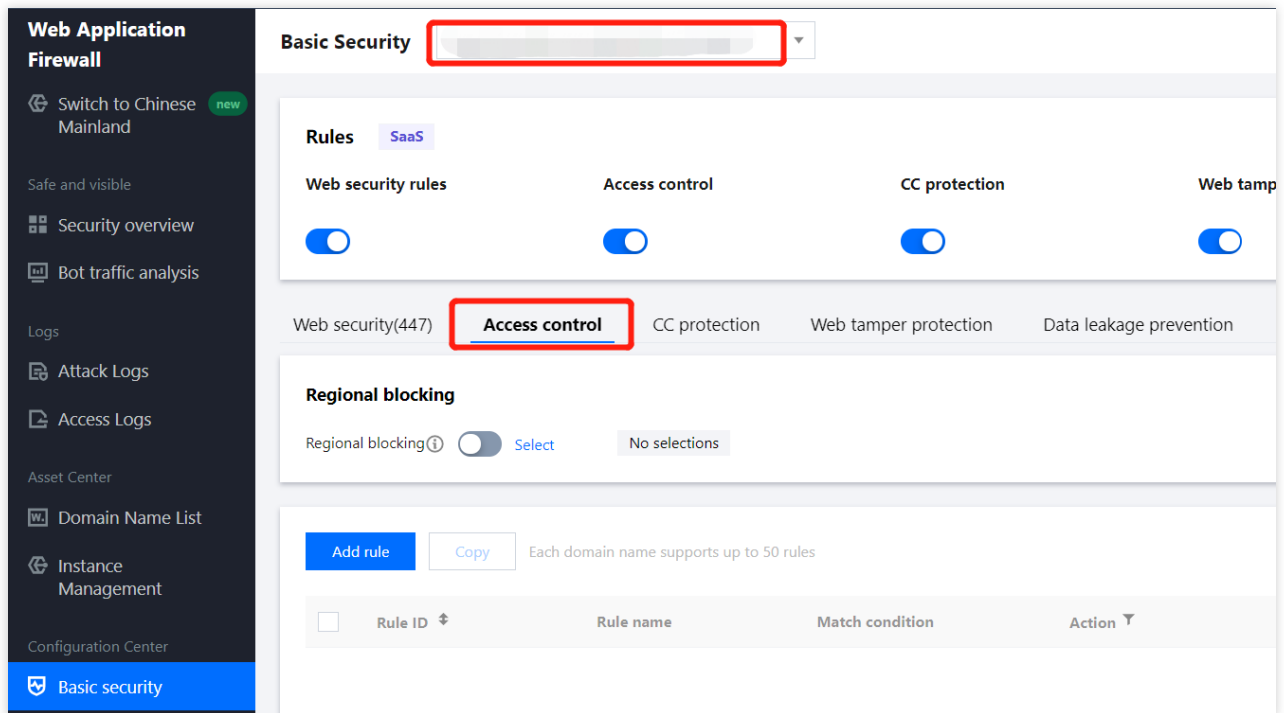 Web Application
Firewall
Switch to Chinese new
Mainland
Safe and visible
Security overview
Bot traffic analysis
Logs
Attack Logs
Access Logs
Asset Center
Domain Name List
Instance
Management
Configuration Center
Basic security
Basic Security
Rules SaaS
Web security rules Access control CC protection Web tamp
Web security(447) Access control CC protection Web tamper protection Data leakage prevention
Regional blocking
Regional blocking Select No selections
Add rule Copy Each domain name supports up to 50 rules
Rule ID Rule name Match condition Action